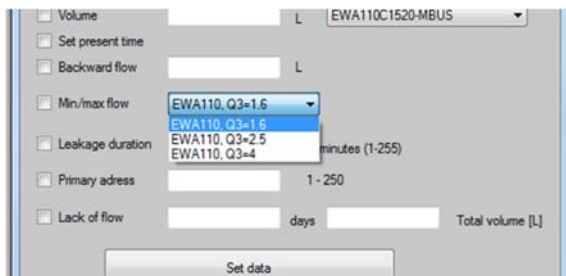 Volume L EWA110C1520-MBUS
Set present time
Backward flow L
Min/max flow EWA110, Q3=1.6
EWA110, Q3=1.6
EWA110, Q3=2.5
Leakage duration minutes (1-255)
EWA110, Q3=4
Primary adress 1 - 250
Lack of flow days Total volume [L]
Set data